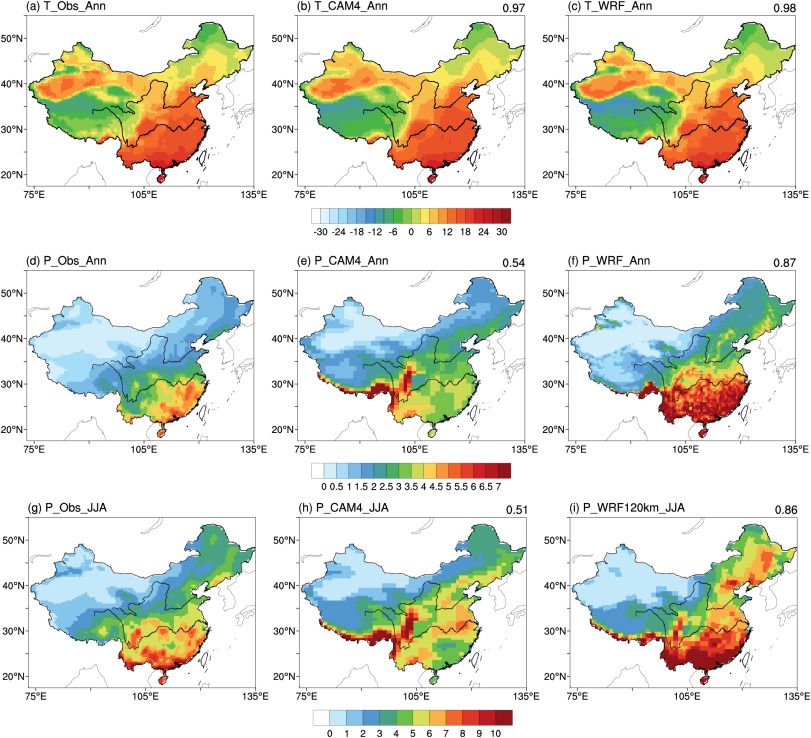 (a) T_Obs_Ann
(b) T_CAM4_Ann 0.97
(c) T_WRF_Ann 0.98
50°N 50°N 50°N
40°N 40°N 40°N
30°N 30°N 30°N
20°N 20°N 20°N
75°E 105°E 135°E 75°E 105°E 135°E 75°E 105°E 135°E
-30 -24 -18 -12 -6 0 6 12 18 24 30
(d) P_Obs_Ann
(e) P_CAM4_Ann 0.54
(f) P_WRF_Ann 0.87
50°N 50°N 50°N
40°N 40°N 40°N
30°N 30°N 30°N
20°N 20°N 20°N
75°E 105°E 135°E 75°E 105°E 135°E 75°E 105°E 135°E
0 0.5 1 1.5 2 2.5 3 3.5 4 4.5 5 5.5 6 6.5 7
(g) P_Obs_JJA
(h) P_CAM4_JJA 0.51
(i) P_WRF120km_JJA 0.86
50°N 50°N 50°N
40°N 40°N 40°N
30°N 30°N 30°N
20°N 20°N 20°N
75°E 105°E 135°E 75°E 105°E 135°E 75°E 105°E 135°E
0 1 2 3 4 5 6 7 8 9 10